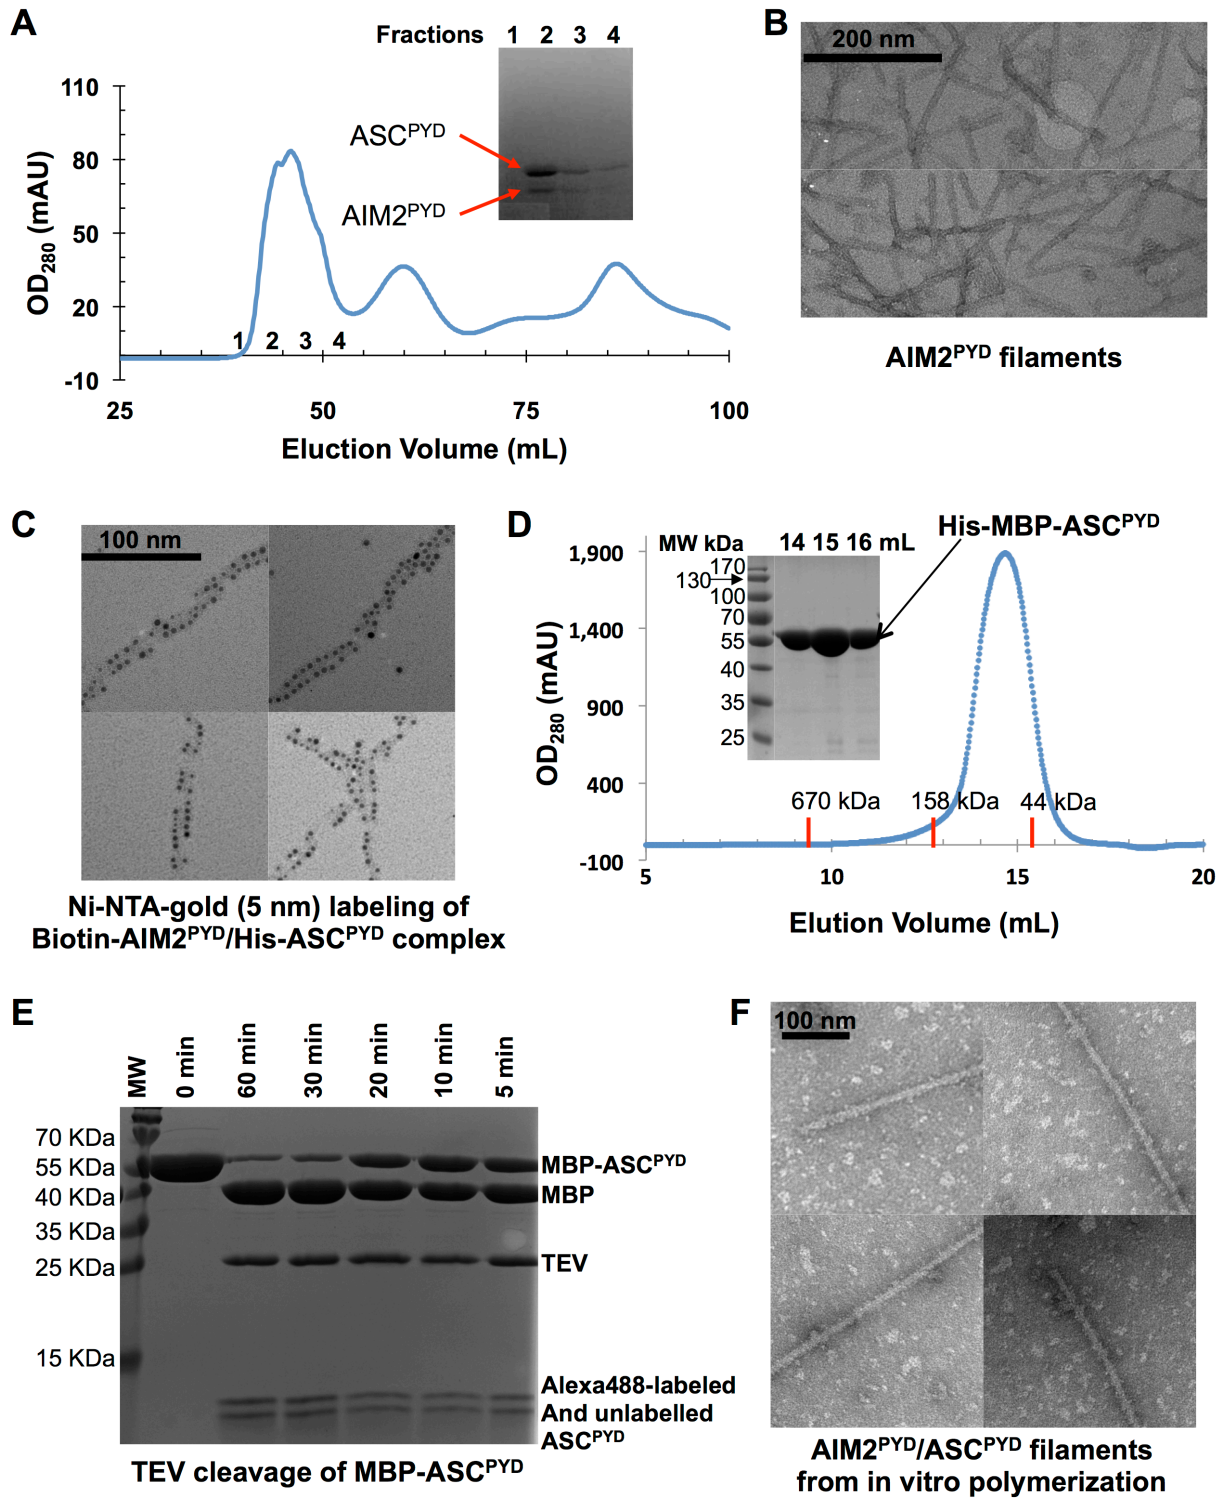 A
Fractions 1 2 3 4
ASCPYD
AIM2PYD
OD280 (mAU)
110
80
50
20
-10
1 2 3 4
25 50 75 100
Eluction Volume (mL)
B
200 nm
AIM2PYD filaments
C
100 nm
Ni-NTA-gold (5 nm) labeling of
Biotin-AIM2PYD/His-ASCPYD complex
D
His-MBP-ASCPYD
MW kDa 14 15 16 mL
170
130
100
70
55
40
35
25
OD280 (mAU)
1,900
1,400
900
400
-100
670 kDa 158 kDa 44 kDa
5 10 15 20
Elution Volume (mL)
E
MW 0 min 60 min 30 min 20 min 10 min 5 min
70 KDa
55 KDa
40 KDa
35 KDa
25 KDa
15 KDa
MBP-ASCPYD
MBP
TEV
Alexa488-labeled
And unlabelled
ASCPYD
TEV cleavage of MBP-ASCPYD
F
100 nm
AIM2PYD/ASCPYD filaments
from in vitro polymerization